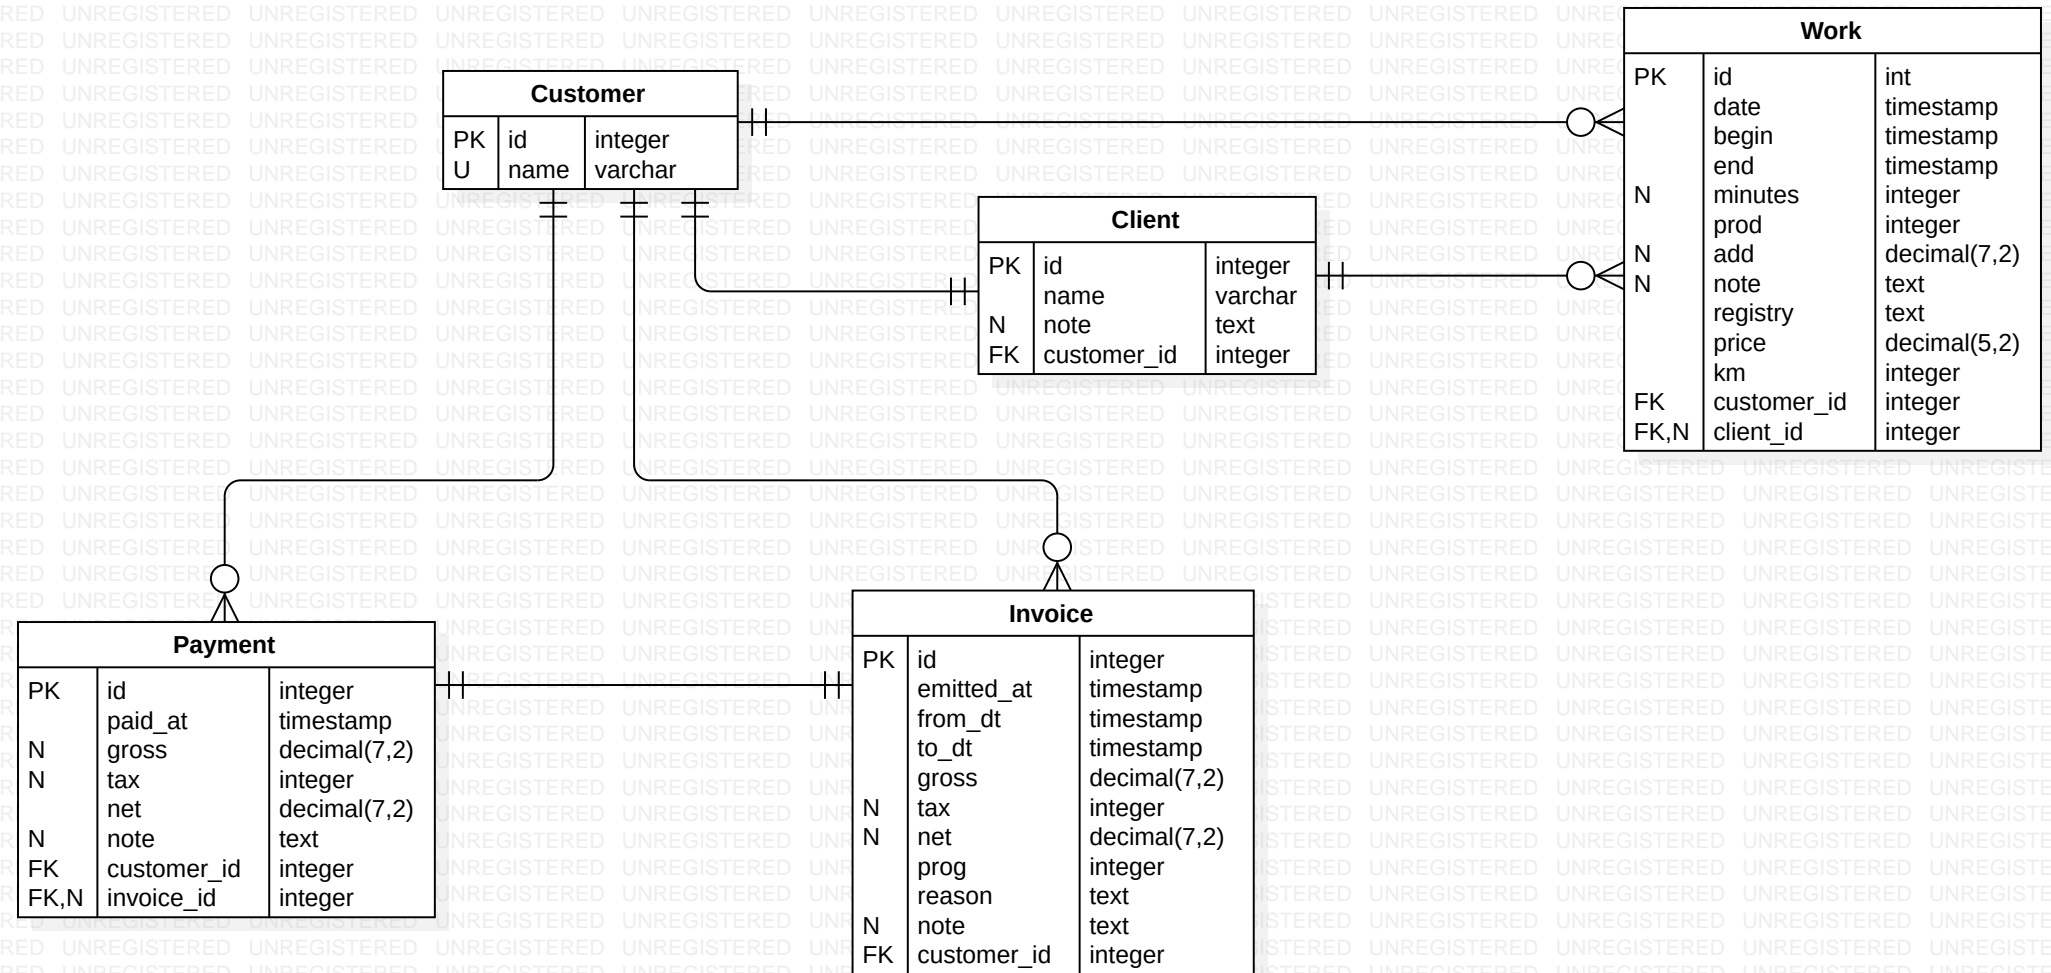 Work
PK id int
date timestamp
begin timestamp
end timestamp
N minutes integer
prod integer
N add decimal(7,2)
N note text
registry text
price decimal(5,2)
km integer
FK customer_id integer
FK,N client_id integer
Customer
PK id integer
U name varchar
Client
PK id integer
name varchar
N note text
FK customer_id integer
Payment
PK id integer
paid_at timestamp
N gross decimal(7,2)
N tax integer
net decimal(7,2)
N note text
FK customer_id integer
FK,N invoice_id integer
Invoice
PK id integer
emitted_at timestamp
from_dt timestamp
to_dt timestamp
gross decimal(7,2)
N tax integer
N net decimal(7,2)
prog integer
reason text
N note text
FK customer_id integer
UNREGISTERED